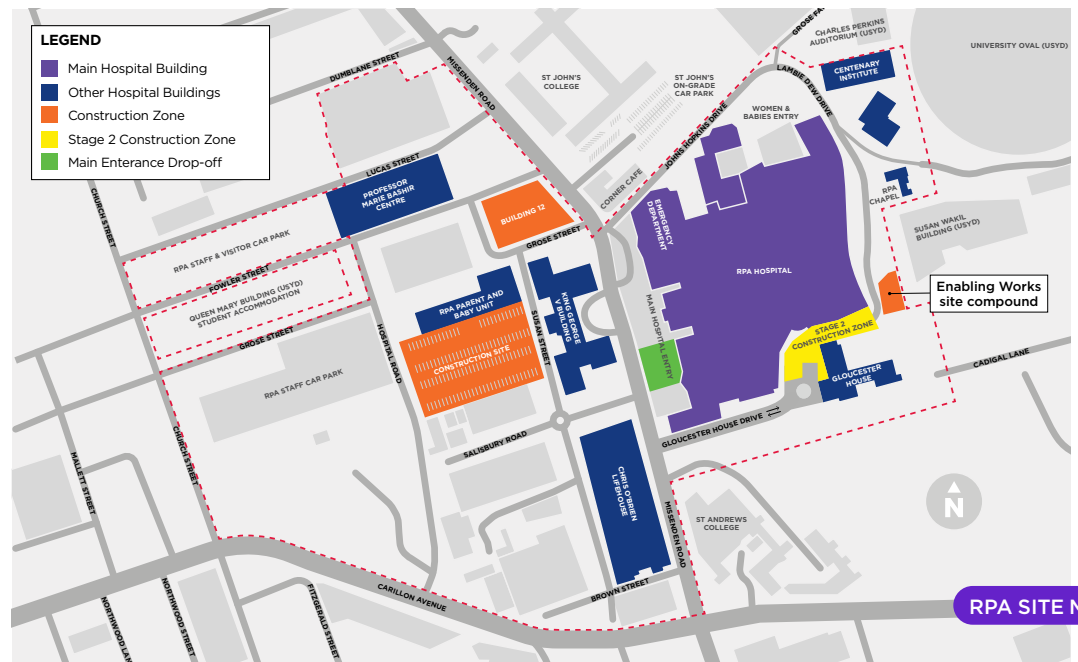 LEGEND
Main Hospital Building
Other Hospital Buildings
Construction Zone
Stage 2 Construction Zone
Main Enterance Drop-off
DUMBLANE STREET
MISSENDEN ROAD
ST JOHN'S
COLLEGE
ST JOHN'S
ON-GRADE
CAR PARK
GROSE FA
CHARLES PERKINS
AUDITORIUM (USYD)
UNIVERSITY OVAL (USYD)
CENTENARY
INSTITUTE
LAMBIE DEW DRIVE
WOMEN &
BABIES ENTRY
JOHNS HOPKINS DRIVE
CORNER CAFE
LUCAS STREET
PROFESSOR
MARIE BASHIR
CENTRE
CHURCH STREET
RPA STAFF & VISITOR CAR PARK
BUILDING 12
GROSE STREET
EMERGENCY
DEPARTMENT
RPA
CHAPEL
SUSAN WAKIL
BUILDING (USYD)
FOWLER STREET
QUEEN MARY BUILDING (USYD)
STUDENT ACCOMMODATION
GROSE STREET
RPA PARENT AND
BABY UNIT
KING GEORGE
V BUILDING
RPA HOSPITAL
Enabling Works
site compound
HOSPITAL ROAD
CONSTRUCTION SITE
SUSAN STREET
MAIN HOSPITAL ENTRY
STAGE 2
CONSTRUCTION ZONE
GLOUCESTER
HOUSE
CADIGAL LANE
RPA STAFF CAR PARK
GLOUCESTER HOUSE DRIVE
CHURCH STREET
MALLETT STREET
SALISBURY ROAD
CHRIS O'BRIEN
LIFEHOUSE
MISSENDEN ROAD
ST ANDREWS
COLLEGE
N
BROWN STREET
CARILLON AVENUE
NORTHWOOD LAN
NORTHWOOD STREET
FITZGERALD STREET
RPA SITE